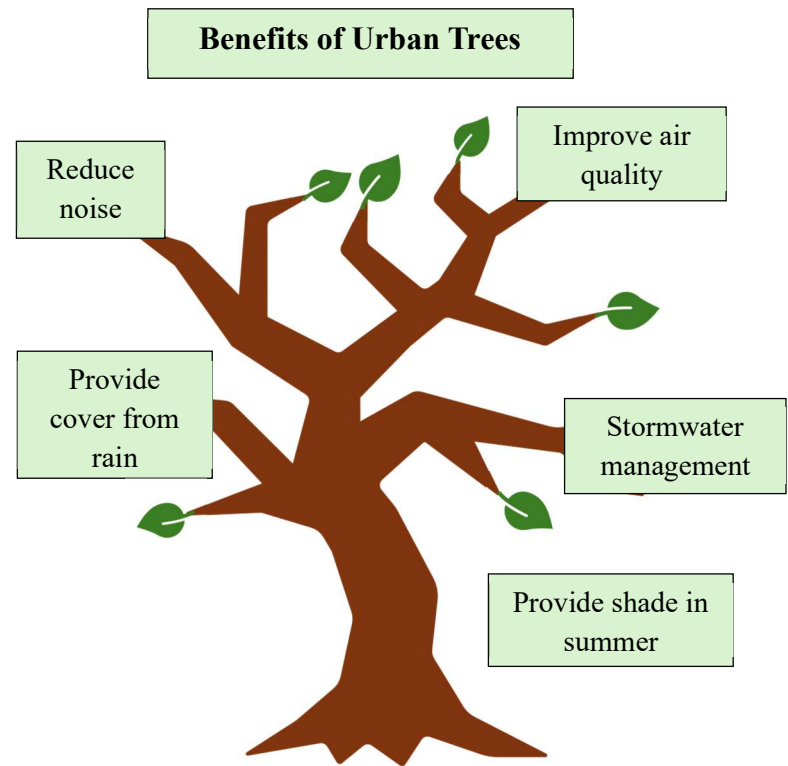 Benefits of Urban Trees
Improve air
quality
Reduce
noise
Provide
cover from
rain
Stormwater
management
Provide shade in
summer